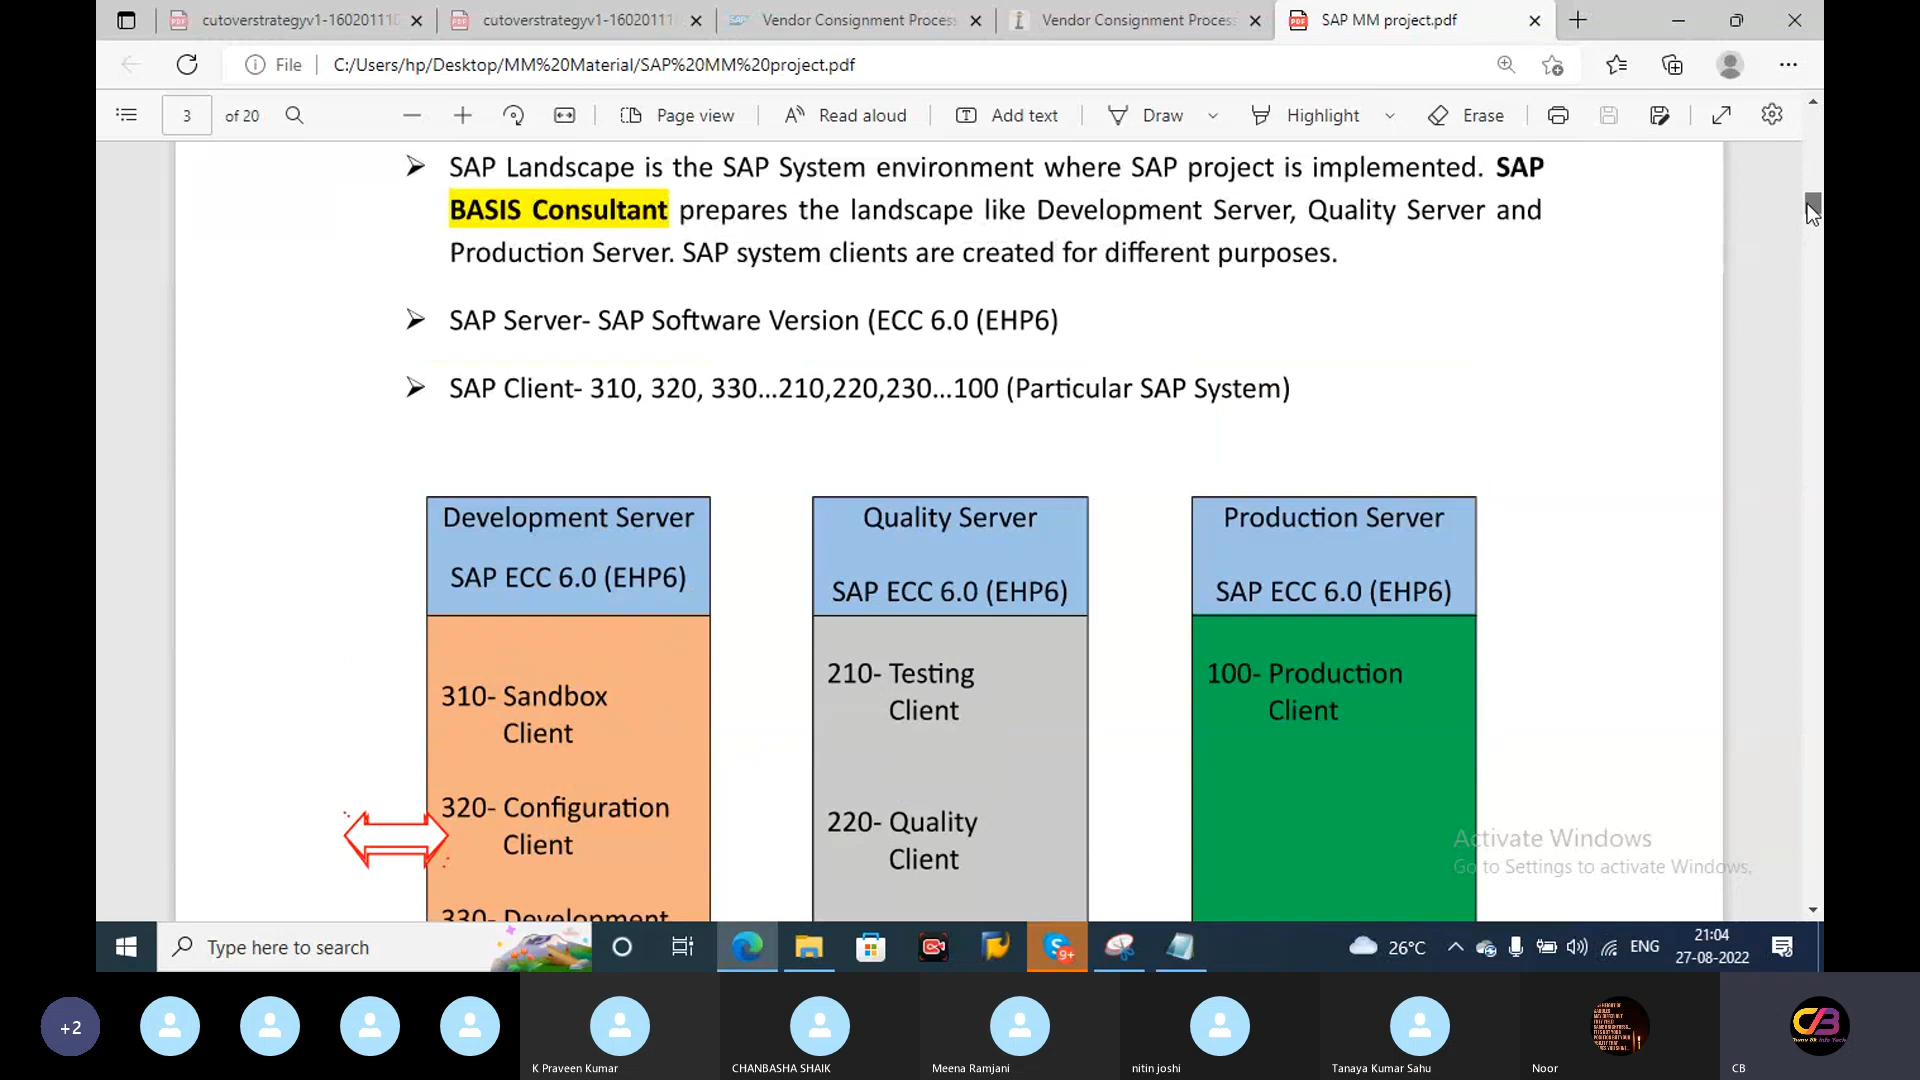 cutoverstrategyv1-1602011
cutoverstrategyv1-1602011
Vendor Consignment Process
Vendor Consignment Process
SAP MM project.pdf
File
C:/Users/hp/Desktop/MM%20Material/SAP%20MM%20project.pdf
3 of 20
Page view
Read aloud
Add text
Draw
Highlight
Erase
➢ SAP Landscape is the SAP System environment where SAP project is implemented. SAP
BASIS Consultant prepares the landscape like Development Server, Quality Server and
Production Server. SAP system clients are created for different purposes.
➢ SAP Server- SAP Software Version (ECC 6.0 (EHP6)
➢ SAP Client- 310, 320, 330...210,220,230...100 (Particular SAP System)
Development Server
SAP ECC 6.0 (EHP6)
310- Sandbox
Client
320- Configuration
Client
330- Development
Quality Server
SAP ECC 6.0 (EHP6)
210- Testing
Client
220- Quality
Client
Production Server
SAP ECC 6.0 (EHP6)
100- Production
Client
Activate Windows
Go to Settings to activate Windows.
Type here to search
9+
26°C
ENG
21:04
27-08-2022
+2
K Praveen Kumar
CHANBASHA SHAIK
Meena Ramjani
nitin joshi
Tanaya Kumar Sahu
Noor
CB